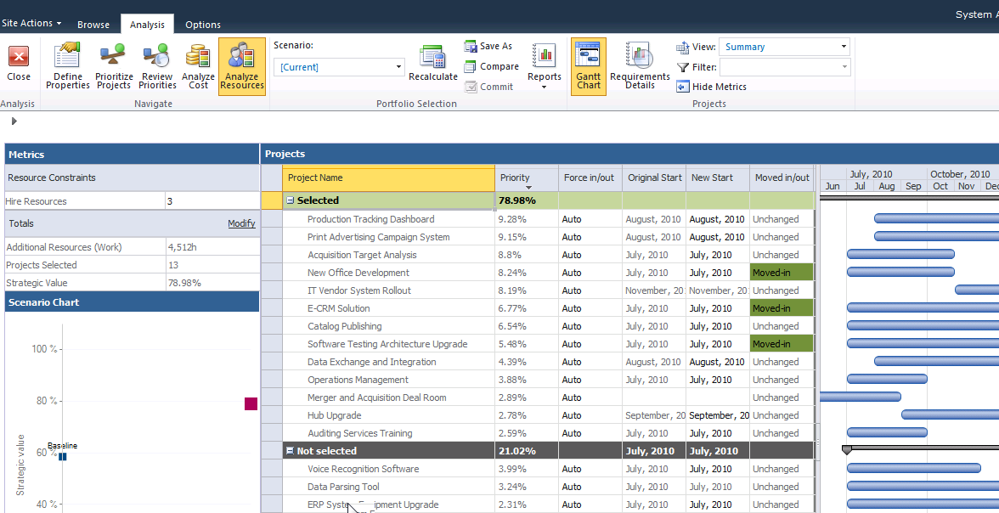 System A
Site Actions Browse Analysis Options
Close
Define Properties
Prioritize Projects
Review Priorities
Analyze Cost
Analyze Resources
Scenario:
[Current]
Recalculate
Save As
Compare
Commit
Reports
Gantt Chart
Requirements Details
View: Summary
Filter:
Hide Metrics
Analysis Navigate Portfolio Selection Projects
Metrics
Resource Constraints
Hire Resources 3
Totals Modify
Additional Resources (Work) 4,512h
Projects Selected 13
Strategic Value 78.98%
Scenario Chart
100 %
80 %
Baseline
60 %
40 %
Strategic value
Projects
Project Name Priority Force in/out Original Start New Start Moved in/out
July, 2010 October, 2010
Jun Jul Aug Sep Oct Nov Dec
Selected 78.98%
Production Tracking Dashboard 9.28% Auto August, 2010 August, 2010 Unchanged
Print Advertising Campaign System 9.15% Auto August, 2010 August, 2010 Unchanged
Acquisition Target Analysis 8.8% Auto July, 2010 July, 2010 Unchanged
New Office Development 8.24% Auto July, 2010 July, 2010 Moved-in
IT Vendor System Rollout 8.19% Auto November, 20 November, 20 Unchanged
E-CRM Solution 6.77% Auto July, 2010 July, 2010 Moved-in
Catalog Publishing 6.54% Auto July, 2010 July, 2010 Unchanged
Software Testing Architecture Upgrade 5.48% Auto July, 2010 July, 2010 Moved-in
Data Exchange and Integration 4.39% Auto August, 2010 August, 2010 Unchanged
Operations Management 3.88% Auto July, 2010 July, 2010 Unchanged
Merger and Acquisition Deal Room 2.89% Auto Unchanged
Hub Upgrade 2.78% Auto September, 20 September, 20 Unchanged
Auditing Services Training 2.59% Auto July, 2010 July, 2010 Unchanged
Not selected 21.02% July, 2010 July, 2010
Voice Recognition Software 3.99% Auto July, 2010 July, 2010 Unchanged
Data Parsing Tool 3.24% Auto July, 2010 July, 2010 Unchanged
ERP Upgrade 2.31% Auto July, 2010 July, 2010 Unchanged